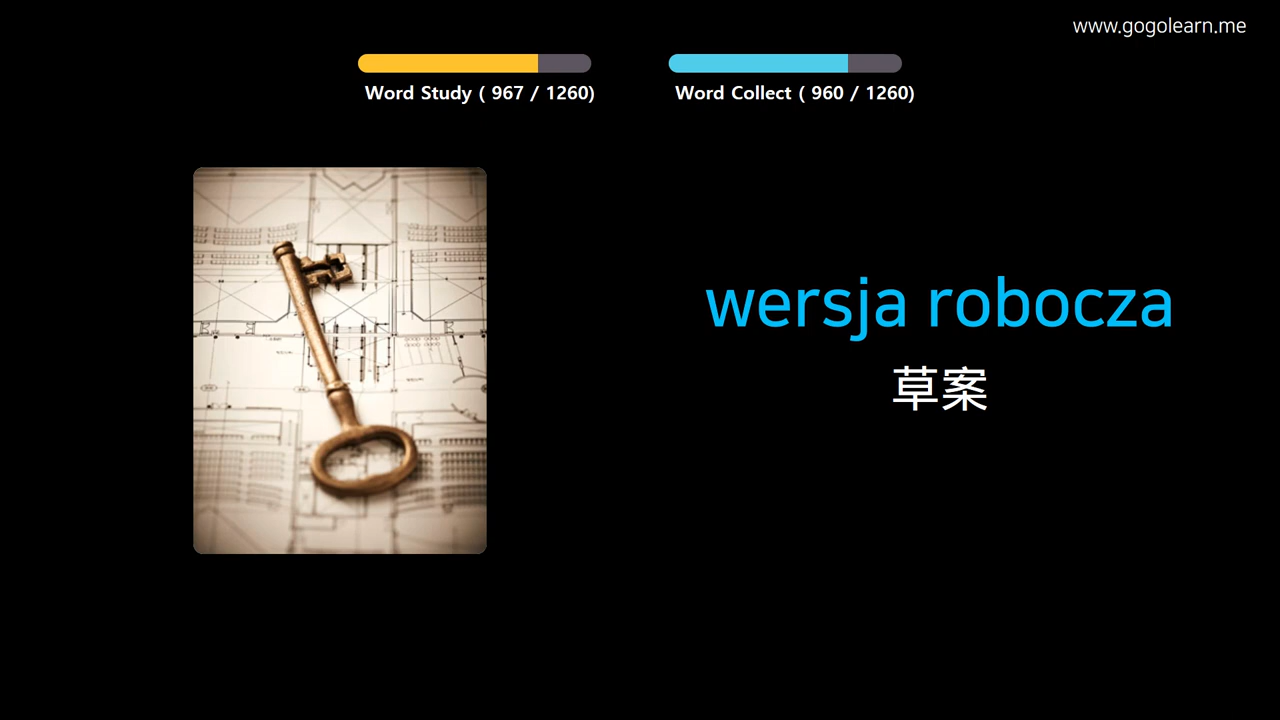 www.gogolearn.me
Word Study ( 967 / 1260)
Word Collect ( 960 / 1260)
wersja robocza
草案